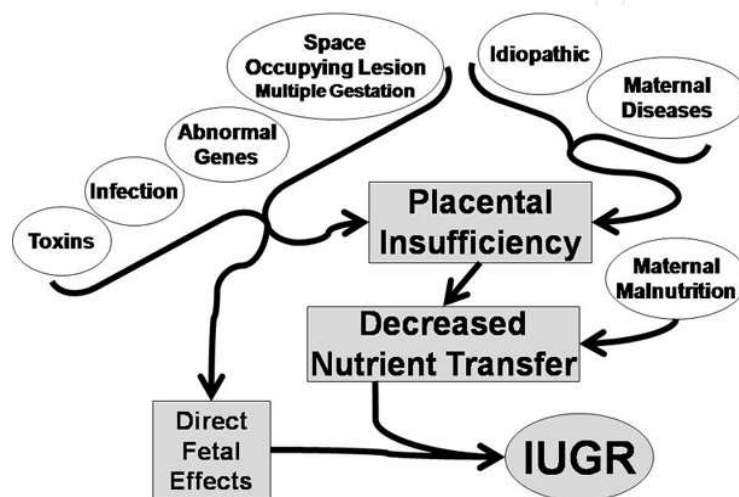 Space
Occupying Lesion
Multiple Gestation
Idiopathic
Maternal
Diseases
Abnormal
Genes
Infection
Toxins
Placental
Insufficiency
Maternal
Malnutrition
Decreased
Nutrient Transfer
Direct
Fetal
Effects
IUGR